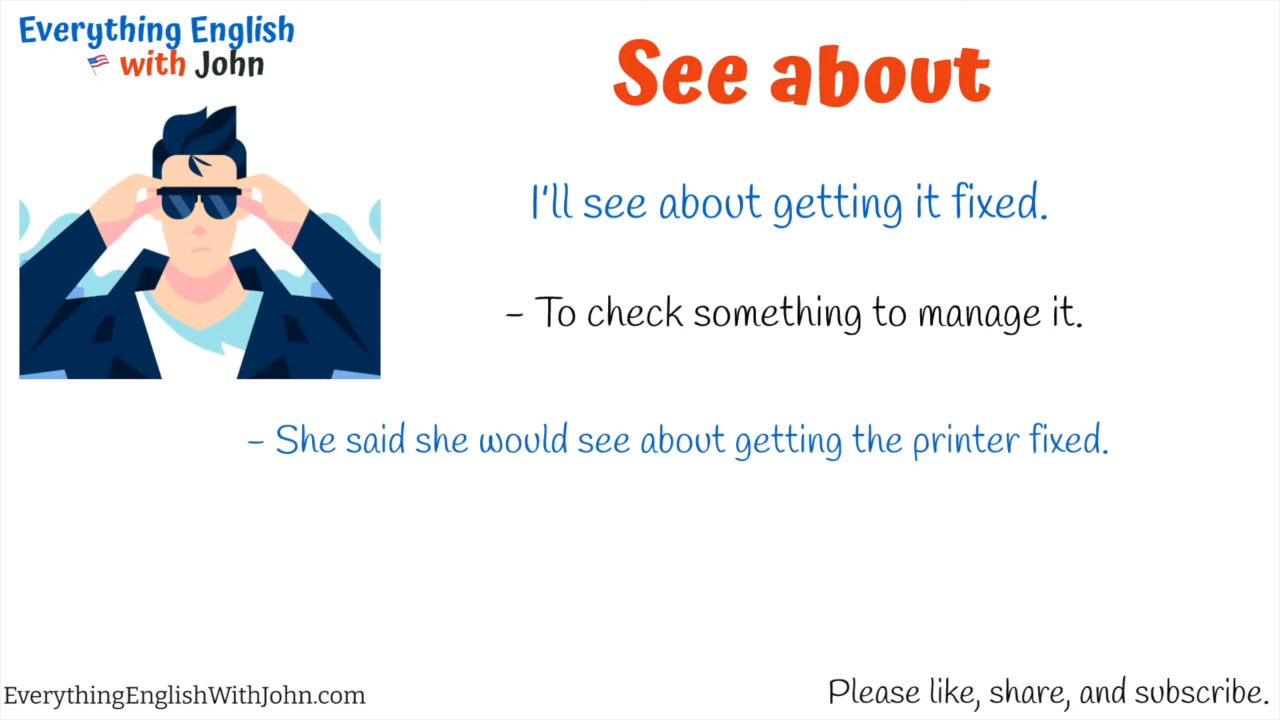 Everything English
with John
See about
I'll see about getting it fixed.
- To check something to manage it.
- She said she would see about getting the printer fixed.
EverythingEnglishWithJohn.com
Please like, share, and subscribe.